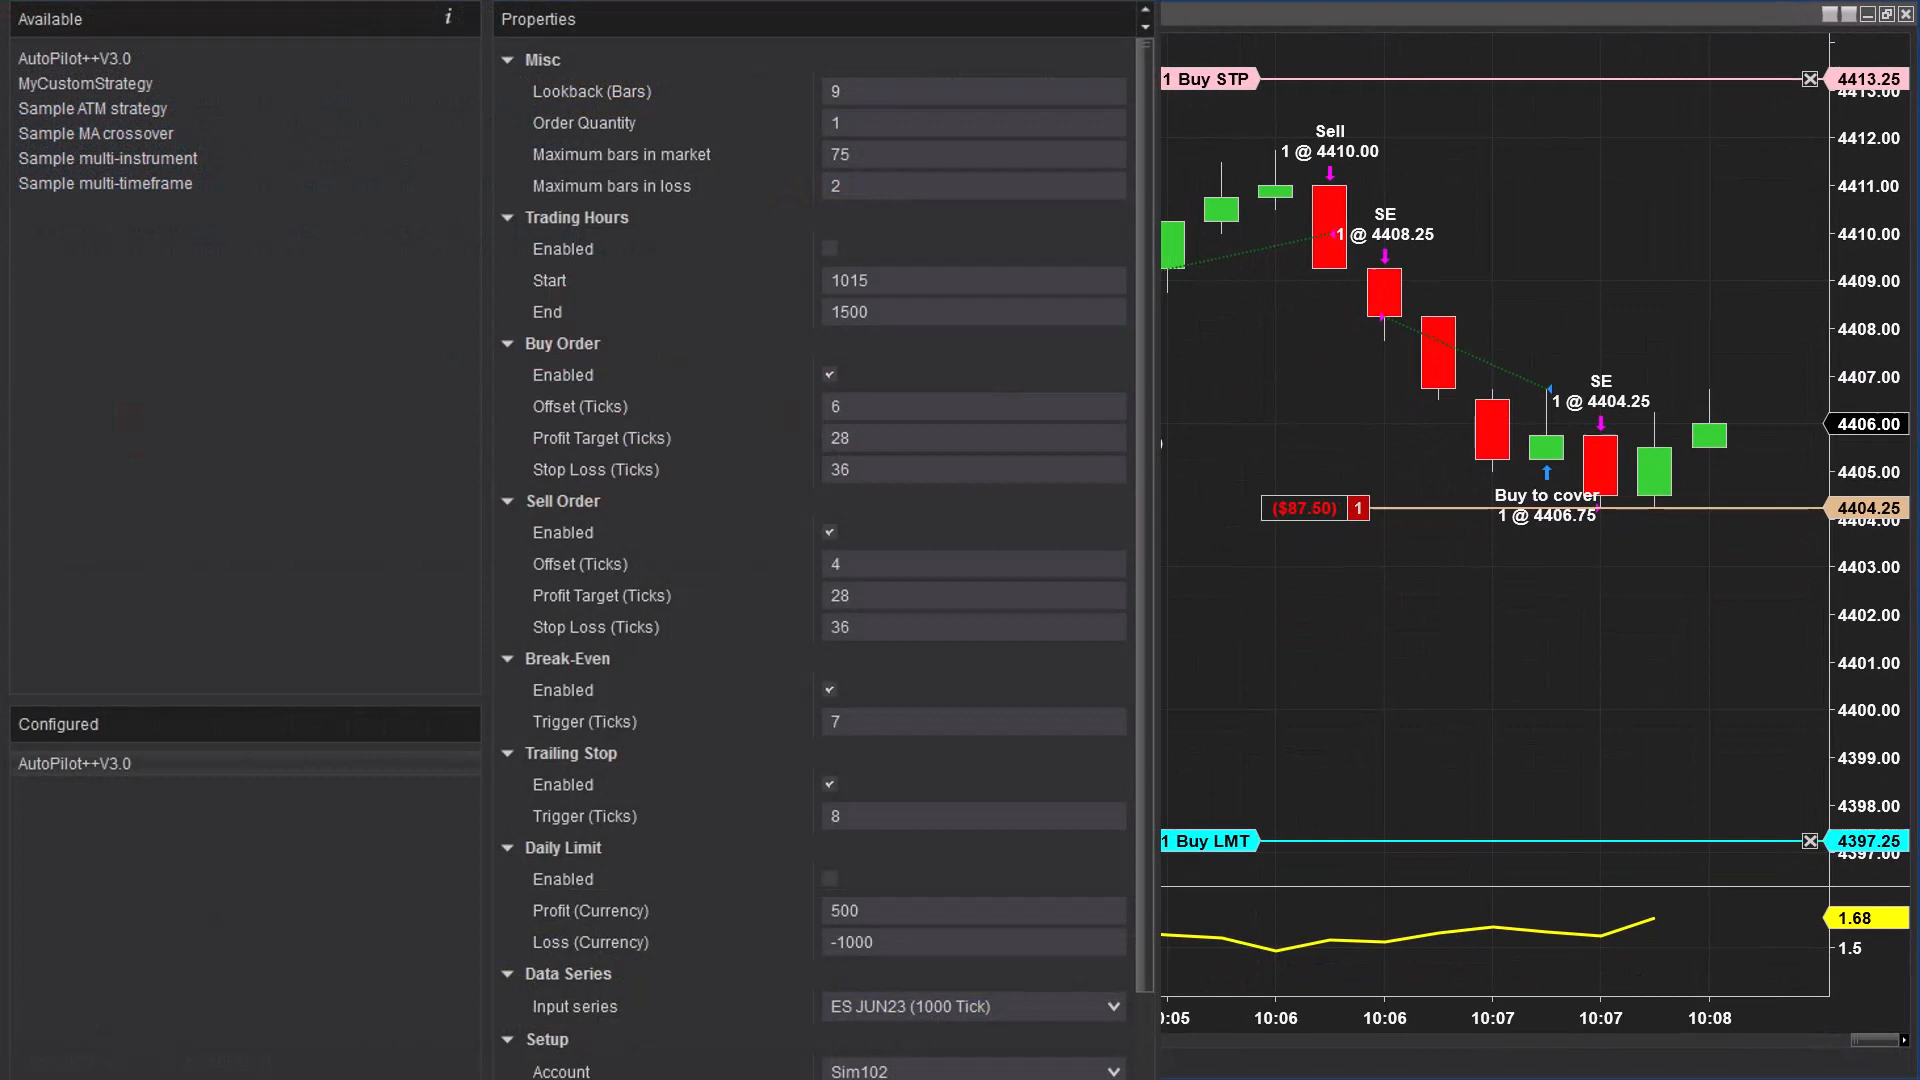 Available
i
AutoPilot++V3.0
MyCustomStrategy
Sample ATM strategy
Sample MA crossover
Sample multi-instrument
Sample multi-timeframe
Configured
AutoPilot++V3.0
Properties
Misc
Lookback (Bars) 9
Order Quantity 1
Maximum bars in market 75
Maximum bars in loss 2
Trading Hours
Enabled
Start 1015
End 1500
Buy Order
Enabled
Offset (Ticks) 6
Profit Target (Ticks) 28
Stop Loss (Ticks) 36
Sell Order
Enabled
Offset (Ticks) 4
Profit Target (Ticks) 28
Stop Loss (Ticks) 36
Break-Even
Enabled
Trigger (Ticks) 7
Trailing Stop
Enabled
Trigger (Ticks) 8
Daily Limit
Enabled
Profit (Currency) 500
Loss (Currency) -1000
Data Series
Input series ES JUN23 (1000 Tick)
Setup
Account Sim102
1 Buy STP
4413.25
4413.00
Sell
1 @ 4410.00
4412.00
4411.00
SE
1 @ 4408.25
4410.00
4409.00
4408.00
4407.00
SE
1 @ 4404.25
4406.00
4405.00
Buy to cover
1 @ 4406.75
($87.50) 1
4404.25
4404.00
4403.00
4402.00
4401.00
4400.00
4399.00
4398.00
1 Buy LMT
4397.25
4397.00
1.68
1.5
0:05 10:06 10:06 10:07 10:07 10:08